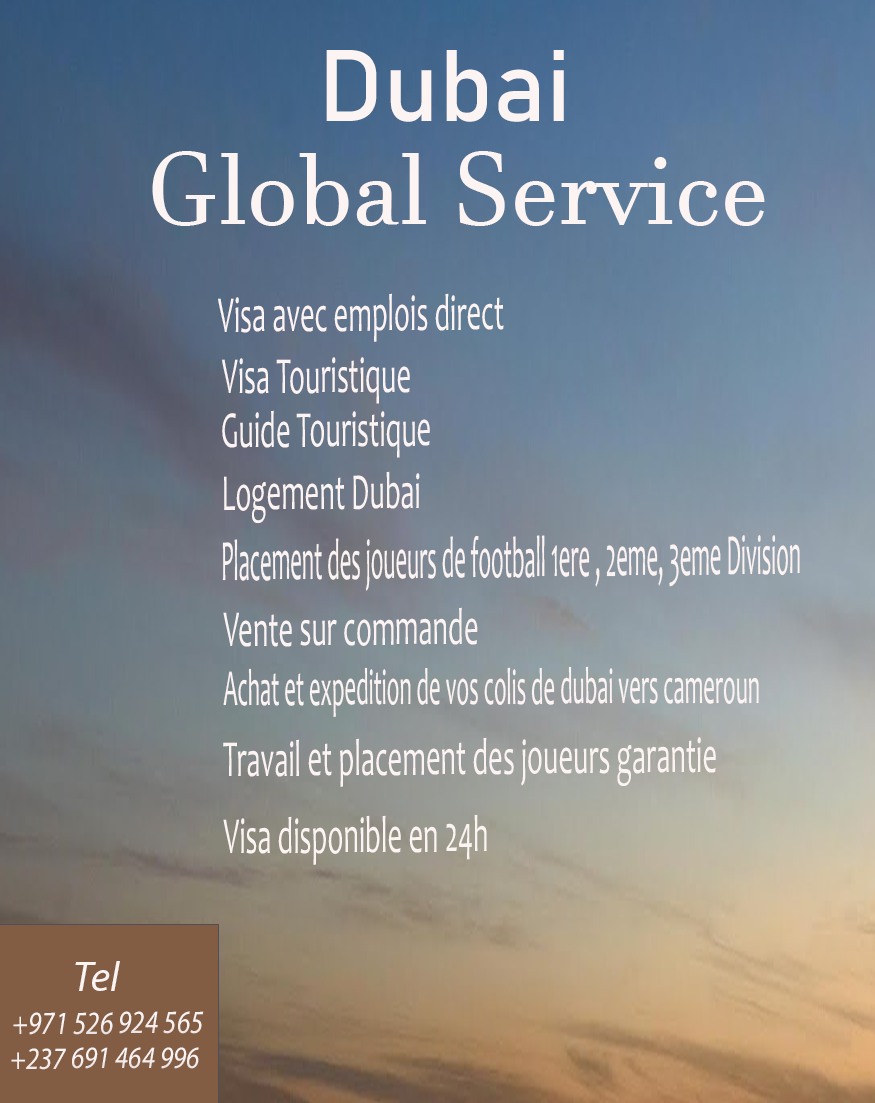 Dubai
Global Service
Visa avec emplois direct
Visa Touristique
Guide Touristique
Logement Dubai
Placement des joueurs de football 1ere , 2eme, 3eme Division
Vente sur commande
Achat et expedition de vos colis de dubai vers cameroun
Travail et placement des joueurs garantie
Visa disponible en 24h
Tel
+971 526 924 565
+237 691 464 996